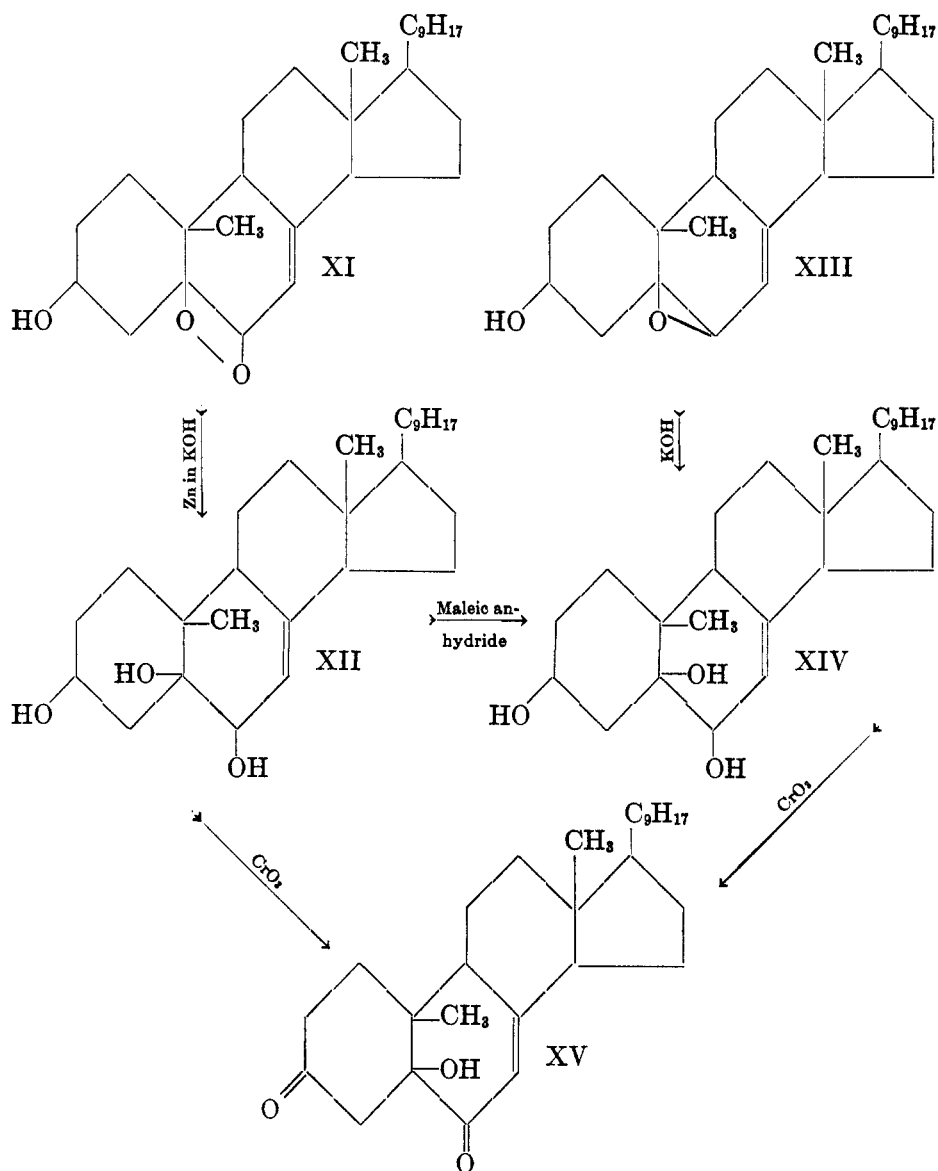 C₉H₁₇
CH₃
CH₃
XI
HO
O
O
C₉H₁₇
CH₃
CH₃
XIII
HO
O
Zn in KOH
KOH
C₉H₁₇
CH₃
CH₃
XII
HO
HO
OH
Maleic an-
hydride
C₉H₁₇
CH₃
CH₃
XIV
OH
HO
OH
CrO₃
CrO₃
C₉H₁₇
CH₃
CH₃
XV
OH
O
O